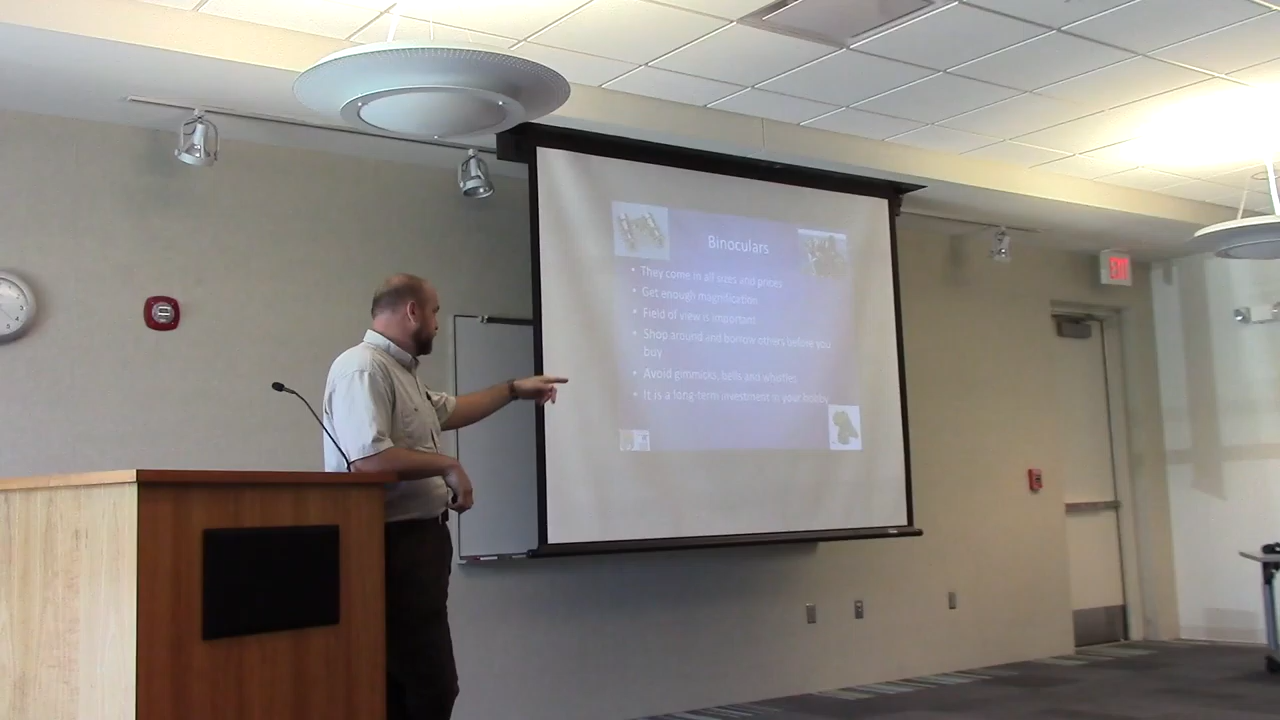 Binoculars
• They come in all sizes and prices
• Get enough magnification
• Field of view is important
• Shop around and borrow others before you
buy
• Avoid gimmicks, bells and whistles
• It is a long-term investment in your hobby
EXIT